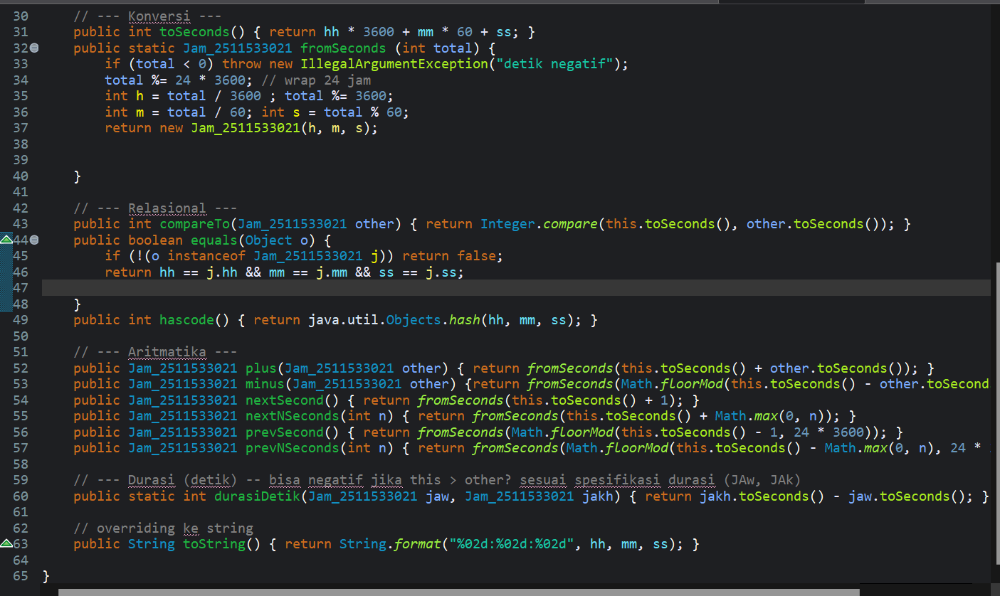 30 // --- Konversi ---
31 public int toSeconds() { return hh * 3600 + mm * 60 + ss; }
32 public static Jam_2511533021 fromSeconds (int total) {
33 if (total < 0) throw new IllegalArgumentException("detik negatif");
34 total %= 24 * 3600; // wrap 24 jam
35 int h = total / 3600 ; total %= 3600;
36 int m = total / 60; int s = total % 60;
37 return new Jam_2511533021(h, m, s);
38
39
40 }
41
42 // --- Relasional ---
43 public int compareTo(Jam_2511533021 other) { return Integer.compare(this.toSeconds(), other.toSeconds()); }
44 public boolean equals(Object o) {
45 if (!(o instanceof Jam_2511533021 j)) return false;
46 return hh == j.hh && mm == j.mm && ss == j.ss;
47
48 }
49 public int hascode() { return java.util.Objects.hash(hh, mm, ss); }
50
51 // --- Aritmatika ---
52 public Jam_2511533021 plus(Jam_2511533021 other) { return fromSeconds(this.toSeconds() + other.toSeconds()); }
53 public Jam_2511533021 minus(Jam_2511533021 other) {return fromSeconds(Math.floorMod(this.toSeconds() - other.toSecond
54 public Jam_2511533021 nextSecond() { return fromSeconds(this.toSeconds() + 1); }
55 public Jam_2511533021 nextNSeconds(int n) { return fromSeconds(this.toSeconds() + Math.max(0, n)); }
56 public Jam_2511533021 prevSecond() { return fromSeconds(Math.floorMod(this.toSeconds() - 1, 24 * 3600)); }
57 public Jam_2511533021 prevNSeconds(int n) { return fromSeconds(Math.floorMod(this.toSeconds() - Math.max(0, n), 24 *
58
59 // --- Durasi (detik) -- bisa negatif jika this > other? sesuai spesifikasi durasi (JAw, JAk)
60 public static int durasiDetik(Jam_2511533021 jaw, Jam_2511533021 jakh) { return jakh.toSeconds() - jaw.toSeconds(); }
61
62 // overriding ke string
63 public String toString() { return String.format("%02d:%02d:%02d", hh, mm, ss); }
64
65 }